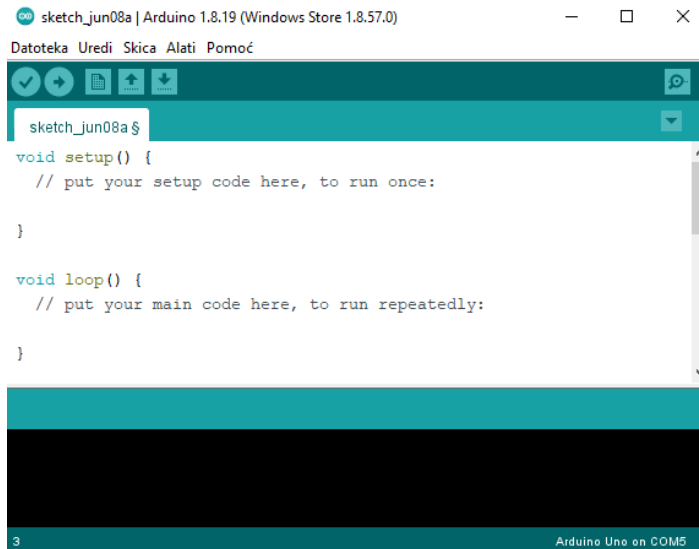 sketch_jun08a | Arduino 1.8.19 (Windows Store 1.8.57.0)
Datoteka Uredi Skica Alati Pomoć
sketch_jun08a §
void setup() {
  // put your setup code here, to run once:
}
void loop() {
  // put your main code here, to run repeatedly:
}
3 Arduino Uno on COM5